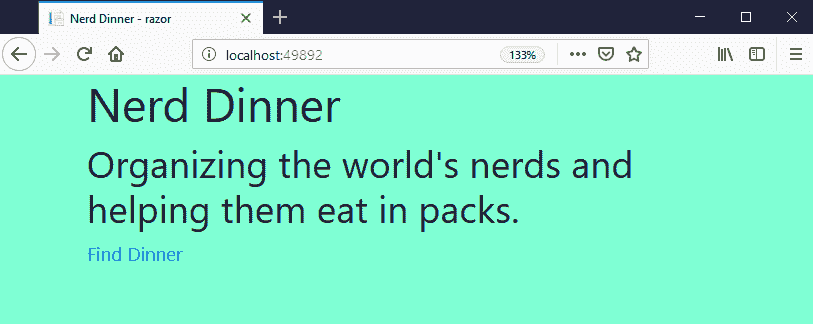 Nerd Dinner - razor
localhost:49892
133%
Nerd Dinner
Organizing the world's nerds and
helping them eat in packs.
Find Dinner